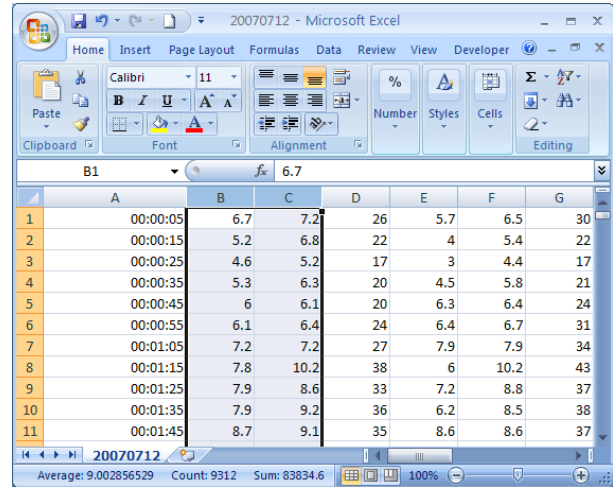 20070712 - Microsoft Excel
Home Insert Page Layout Formulas Data Review View Developer
Calibri 11
Paste
B I U A A
A
%
Number
Styles
Cells
Σ
Clipboard Font Alignment Editing
B1 fx 6.7
A B C D E F G
1 00:00:05 6.7 7.2 26 5.7 6.5 30
2 00:00:15 5.2 6.8 22 4 5.4 22
3 00:00:25 4.6 5.2 17 3 4.4 17
4 00:00:35 5.3 6.3 20 4.5 5.8 21
5 00:00:45 6 6.1 20 6.3 6.4 24
6 00:00:55 6.1 6.4 24 6.4 6.7 31
7 00:01:05 7.2 7.2 27 7.9 7.9 34
8 00:01:15 7.8 10.2 38 6 10.2 43
9 00:01:25 7.9 8.6 33 7.2 8.8 37
10 00:01:35 7.9 9.2 36 6.2 8.5 38
11 00:01:45 8.7 9.1 35 8.6 8.6 37
20070712
Average: 9.002856529 Count: 9312 Sum: 83834.6 100%